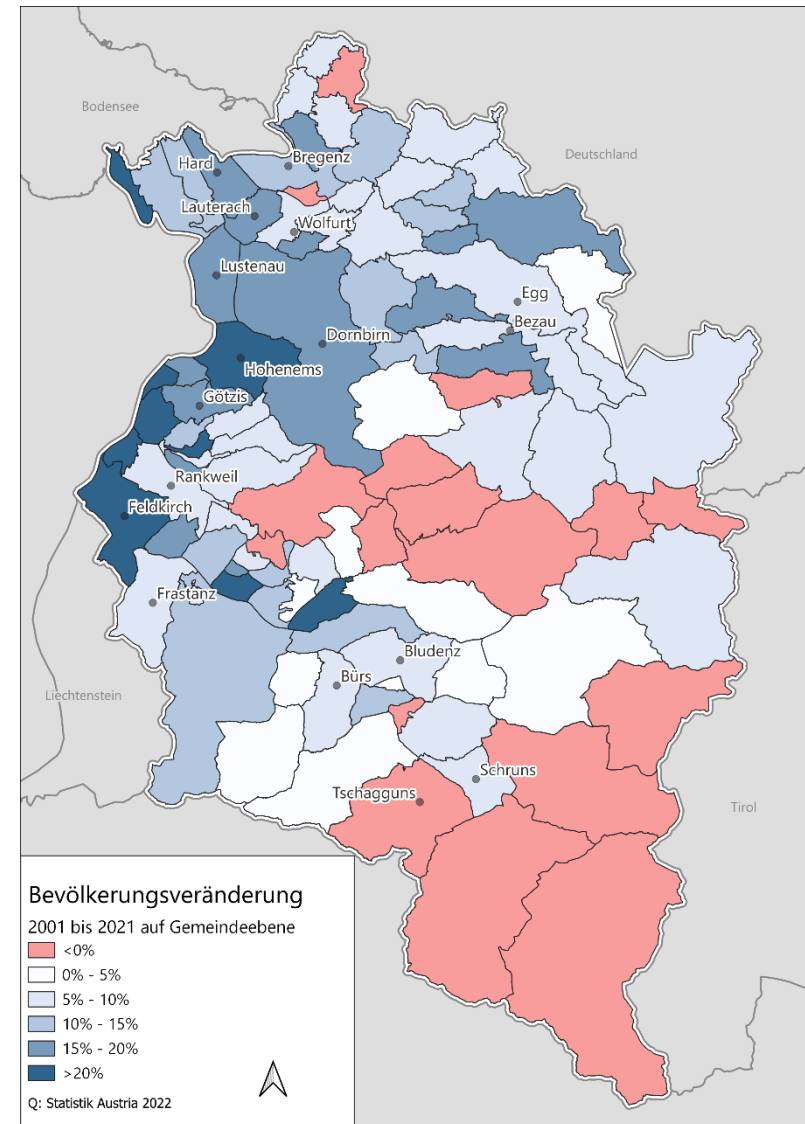 Bodensee
Deutschland
Hard
Bregenz
Lauterach
Wolfurt
Lustenau
Egg
Bezau
Dornbirn
Hohenems
Götzis
Rankweil
Feldkirch
Frastanz
Bludenz
Liechtenstein
Bürs
Schruns
Tschagguns
Tirol
Bevölkerungsveränderung
2001 bis 2021 auf Gemeindeebene
<0%
0% - 5%
5% - 10%
10% - 15%
15% - 20%
>20%
Q: Statistik Austria 2022